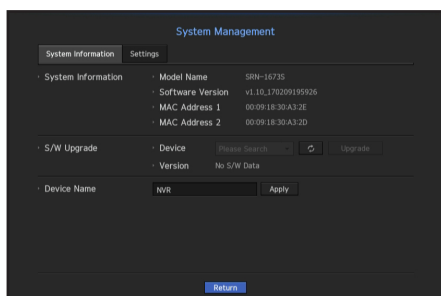 System Management
System Information Settings
System Information Model Name SRN-1673S
Software Version v1.10_170209195926
MAC Address 1 00:09:18:30:A3:2E
MAC Address 2 00:09:18:30:A3:2D
S/W Upgrade Device Please Search Upgrade
Version No S/W Data
Device Name NVR Apply
Return